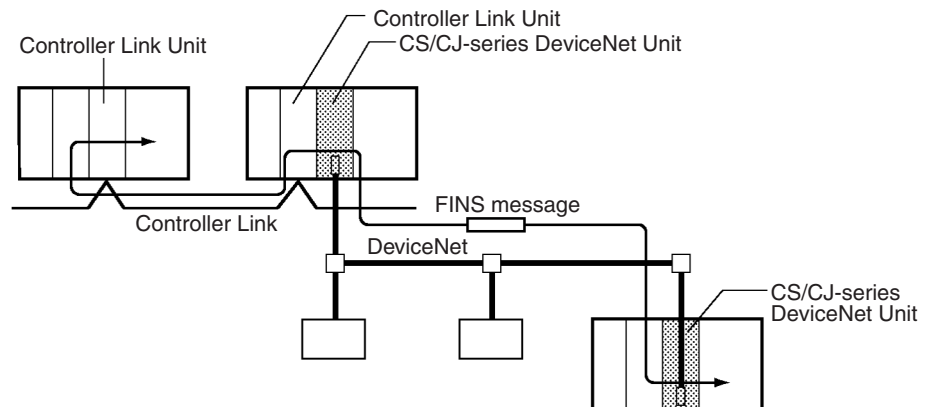 Controller Link Unit
CS/CJ-series DeviceNet Unit
Controller Link Unit
Controller Link
FINS message
DeviceNet
CS/CJ-series
DeviceNet Unit